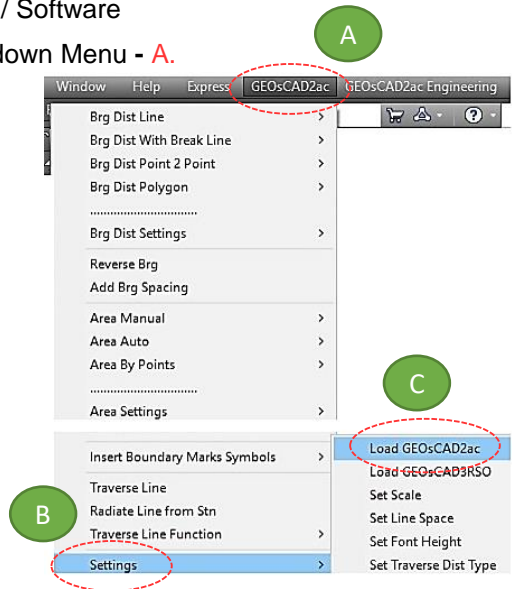 / Software
down Menu - A.
A
Window Help Express GEOsCAD2ac GEOsCAD2ac Engineering
Brg Dist Line >
Brg Dist With Break Line >
Brg Dist Point 2 Point >
Brg Dist Polygon >
................................
Brg Dist Settings >
Reverse Brg
Add Brg Spacing
Area Manual >
Area Auto >
Area By Points >
................................
Area Settings >
C
Insert Boundary Marks Symbols >
Traverse Line
Radiate Line from Stn
Traverse Line Function >
B
Settings >
Load GEOsCAD2ac
Load GEOsCAD3RSO
Set Scale
Set Line Space
Set Font Height
Set Traverse Dist Type